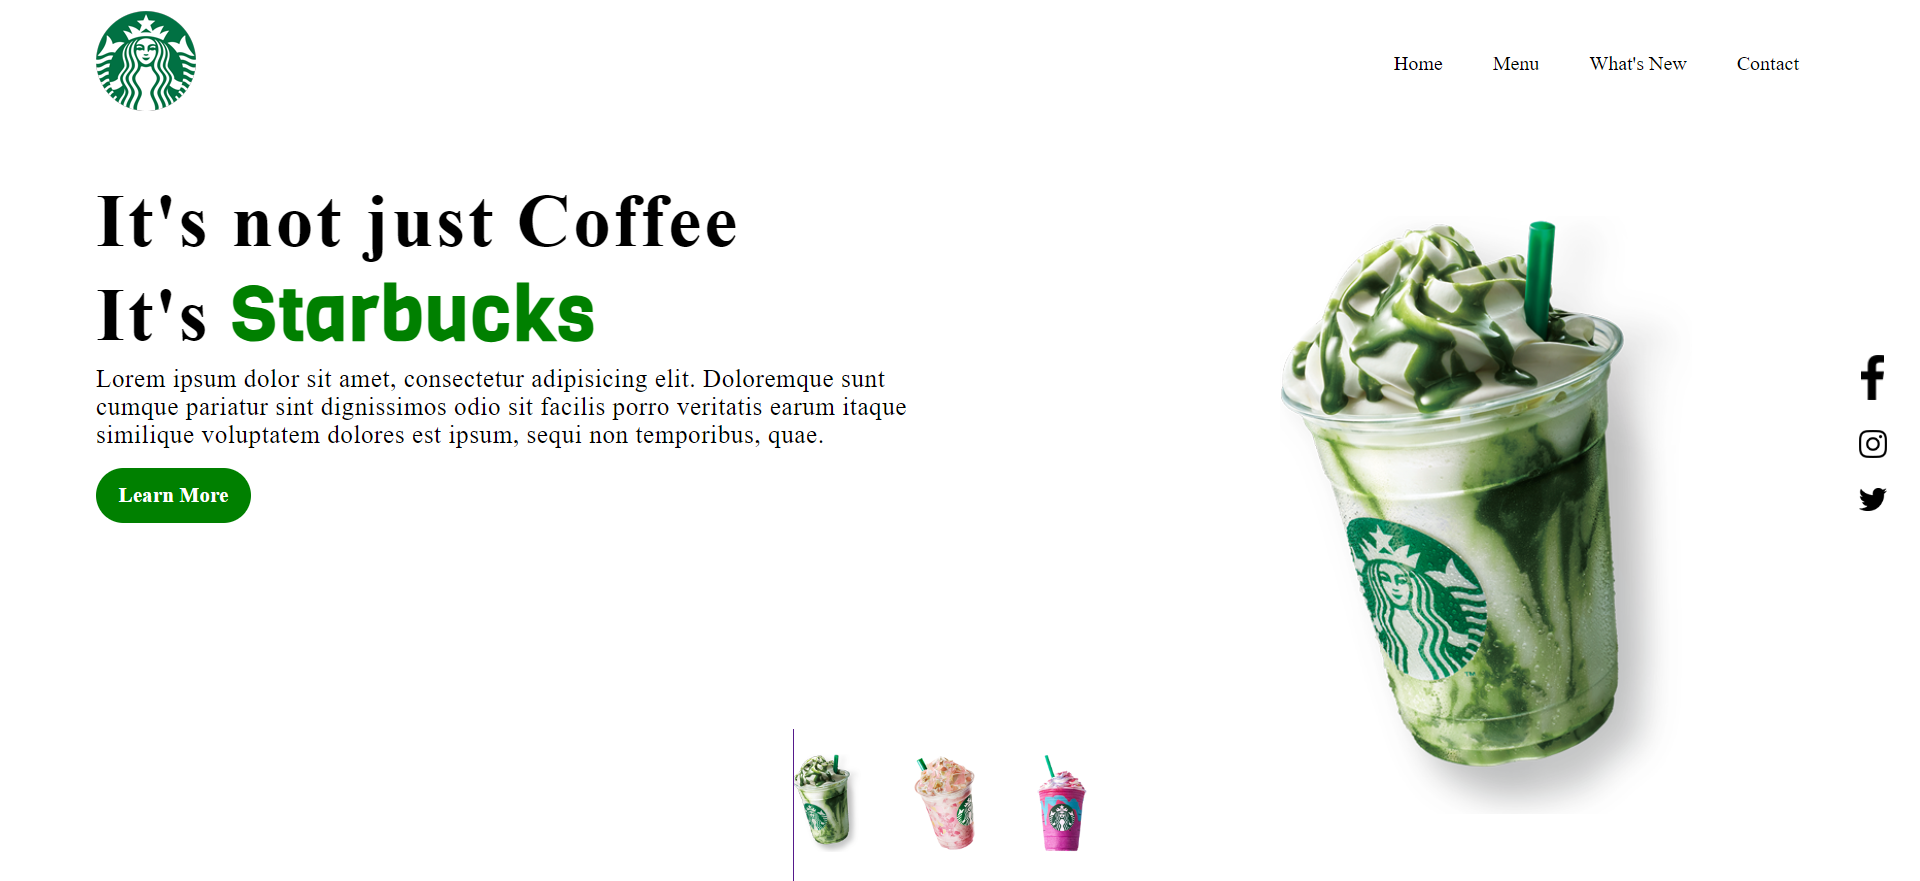 Home Menu What's New Contact
It's not just Coffee
It's Starbucks
Lorem ipsum dolor sit amet, consectetur adipisicing elit. Doloremque sunt
cumque pariatur sint dignissimos odio sit facilis porro veritatis earum itaque
similique voluptatem dolores est ipsum, sequi non temporibus, quae.
Learn More
TM